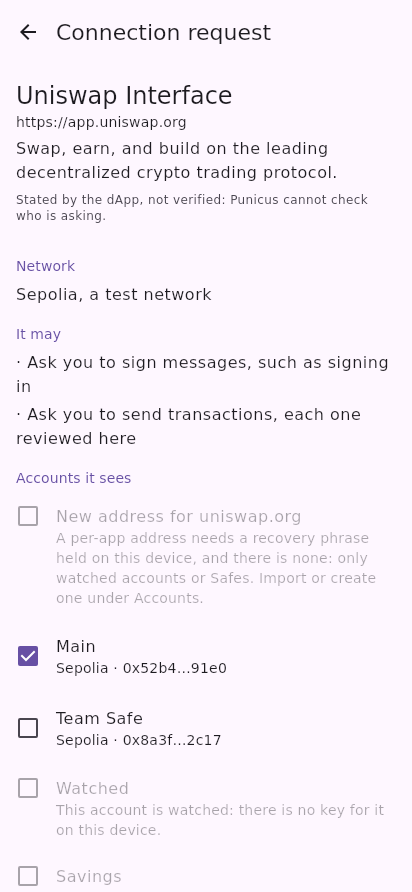 Connection request
Uniswap Interface
https://app.uniswap.org
Swap, earn, and build on the leading
decentralized crypto trading protocol.
Stated by the dApp, not verified: Punicus cannot check
who is asking.
Network
Sepolia, a test network
It may
· Ask you to sign messages, such as signing
in
· Ask you to send transactions, each one
reviewed here
Accounts it sees
New address for uniswap.org
A per-app address needs a recovery phrase
held on this device, and there is none: only
watched accounts or Safes. Import or create
one under Accounts.
Main
Sepolia · 0x52b4…91e0
Team Safe
Sepolia · 0x8a3f…2c17
Watched
This account is watched: there is no key for it
on this device.
Savings